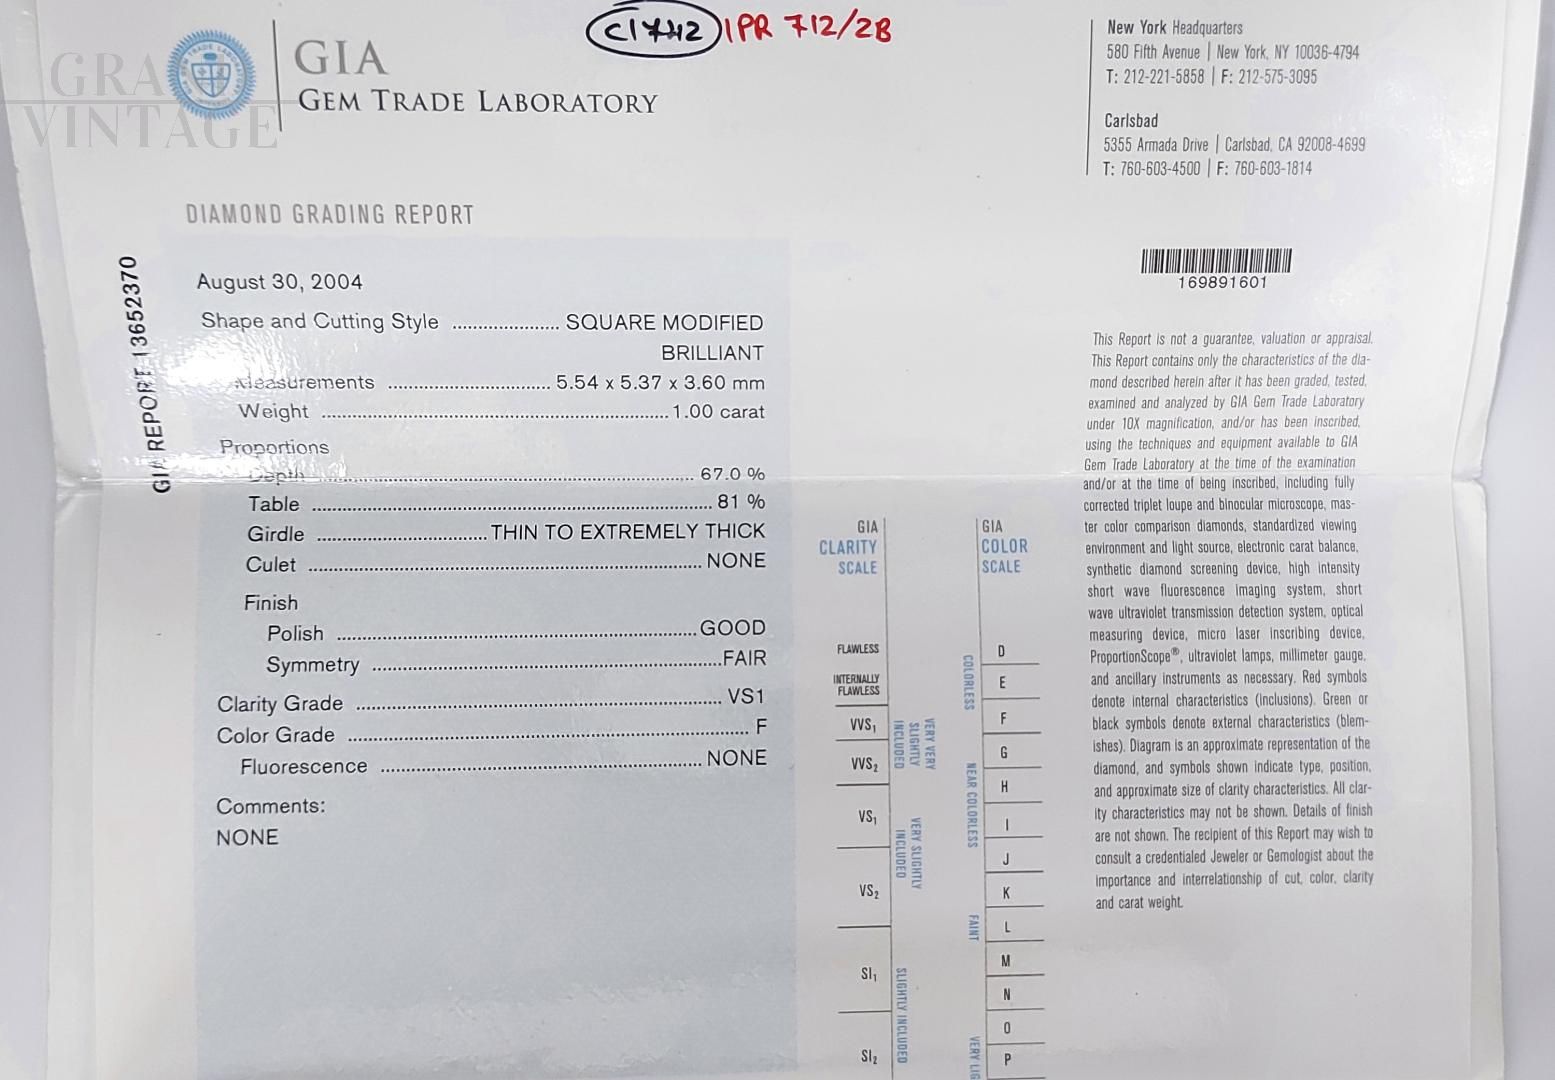 C1742 1PR 712/2B
GRA
VINTAGE
GIA
GEM TRADE LABORATORY
New York Headquarters
580 Fifth Avenue | New York, NY 10036-4794
T: 212-221-5858 | F: 212-575-3095
Carlsbad
5355 Armada Drive | Carlsbad, CA 92008-4699
T: 760-603-4500 | F: 760-603-1814
DIAMOND GRADING REPORT
GIA REPORT 13652370
August 30, 2004
Shape and Cutting Style ..................... SQUARE MODIFIED
BRILLIANT
Measurements ................................ 5.54 x 5.37 x 3.60 mm
Weight .................................................................. 1.00 carat
Proportions
Depth ........................................................................ 67.0 %
Table .............................................................................. 81 %
Girdle ................................. THIN TO EXTREMELY THICK
Culet ............................................................................ NONE
Finish
Polish ..................................................................... GOOD
Symmetry ................................................................. FAIR
Clarity Grade ..................................................................... VS1
Color Grade ............................................................................ F
Fluorescence ............................................................. NONE
Comments:
NONE
169891601
This Report is not a guarantee, valuation or appraisal.
This Report contains only the characteristics of the dia-
mond described herein after it has been graded, tested,
examined and analyzed by GIA Gem Trade Laboratory
under 10X magnification, and/or has been inscribed,
using the techniques and equipment available to GIA
Gem Trade Laboratory at the time of the examination
and/or at the time of being inscribed, including fully
corrected triplet loupe and binocular microscope, mas-
ter color comparison diamonds, standardized viewing
environment and light source, electronic carat balance,
synthetic diamond screening device, high intensity
short wave fluorescence imaging system, short
wave ultraviolet transmission detection system, optical
measuring device, micro laser inscribing device,
ProportionScope®, ultraviolet lamps, millimeter gauge,
and ancillary instruments as necessary. Red symbols
denote internal characteristics (inclusions). Green or
black symbols denote external characteristics (blem-
ishes). Diagram is an approximate representation of the
diamond, and symbols shown indicate type, position,
and approximate size of clarity characteristics. All clar-
ity characteristics may not be shown. Details of finish
are not shown. The recipient of this Report may wish to
consult a credentialed Jeweler or Gemologist about the
importance and interrelationship of cut, color, clarity
and carat weight.
GIA
CLARITY
SCALE
FLAWLESS
INTERNALLY
FLAWLESS
VVS1
VVS2
VERY VERY
SLIGHTLY
INCLUDED
VS1
VS2
VERY SLIGHTLY
INCLUDED
SI1
SI2
SLIGHTLY INCLUDED
GIA
COLOR
SCALE
COLORLESS
D
E
F
NEAR COLORLESS
G
H
I
J
FAINT
K
L
M
VERY LIG
N
O
P